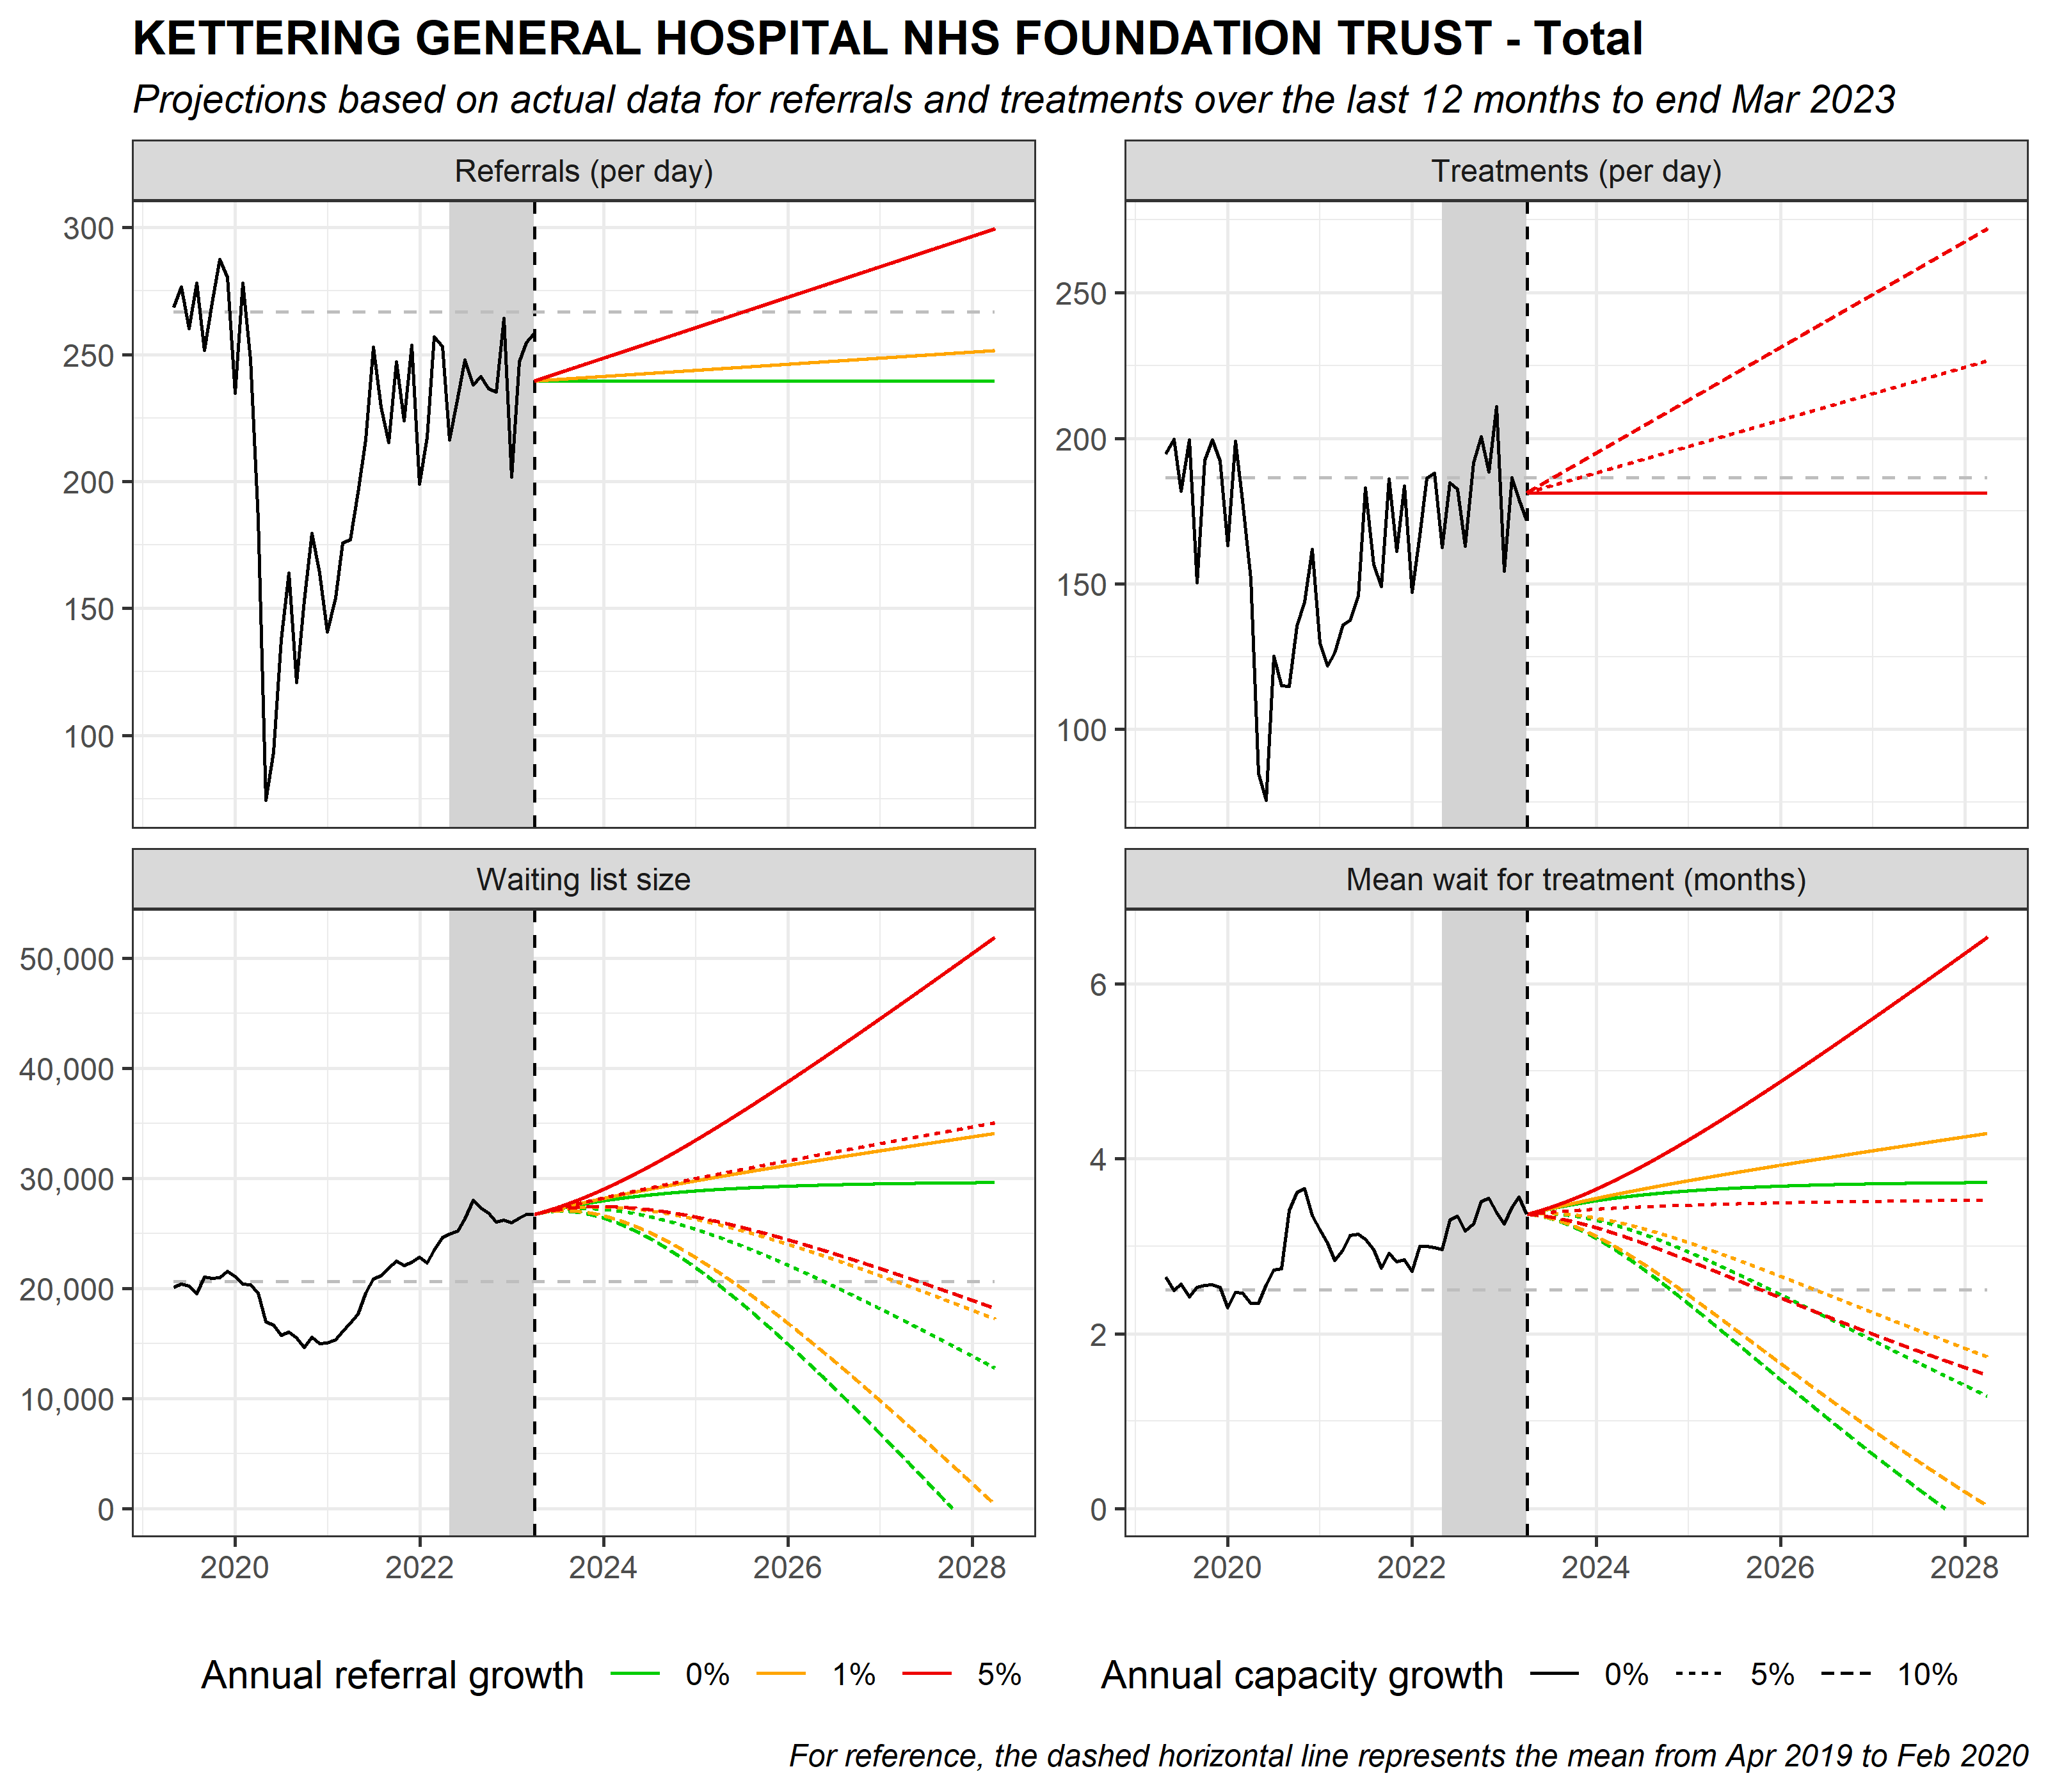 KETTERING GENERAL HOSPITAL NHS FOUNDATION TRUST - Total
Projections based on actual data for referrals and treatments over the last 12 months to end Mar 2023
Referrals (per day)
300
250
200
150
100
Treatments (per day)
250
200
150
100
Waiting list size
50,000
40,000
30,000
20,000
10,000
0
2020 2022 2024 2026 2028
Mean wait for treatment (months)
6
4
2
0
2020 2022 2024 2026 2028
Annual referral growth 0% 1% 5%
Annual capacity growth 0% 5% 10%
For reference, the dashed horizontal line represents the mean from Apr 2019 to Feb 2020